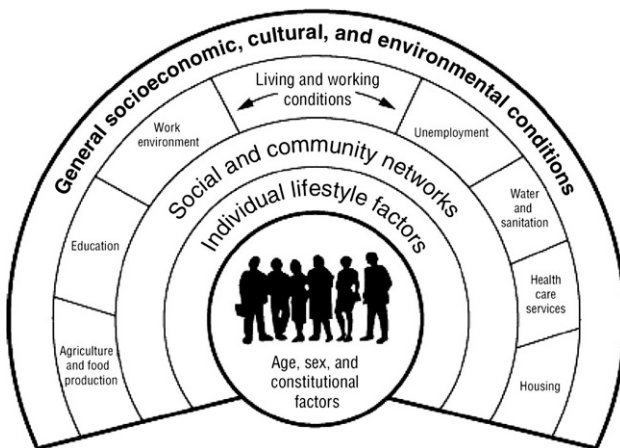 General socioeconomic, cultural, and environmental conditions
Living and working
conditions
Work
environment
Unemployment
Education
Water
and
sanitation
Agriculture
and food
production
Health
care
services
Housing
Social and community networks
Individual lifestyle factors
Age, sex, and
constitutional
factors